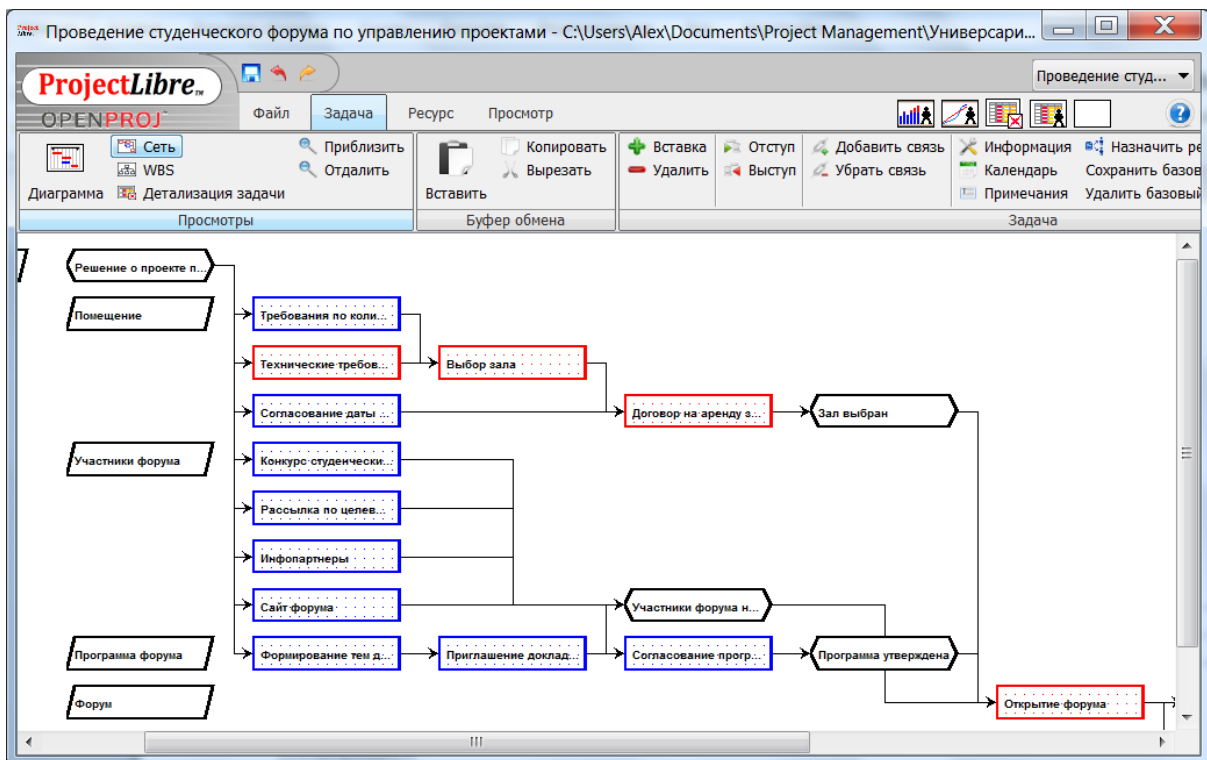 Проведение студенческого форума по управлению проектами - C:\Users\Alex\Documents\Project Management\Универсари...
ProjectLibre™
OPENPROJ
Проведение студ...
Файл Задача Ресурс Просмотр
Сеть Приблизить Копировать Вставка Отступ Добавить связь Информация Назначить ре
WBS Отдалить Вырезать Удалить Выступ Убрать связь Календарь Сохранить базов
Диаграмма Детализация задачи Вставить Примечания Удалить базовый
Просмотры Буфер обмена Задача
Решение о проекте п...
Помещение Требования по коли...
Технические требов... Выбор зала
Согласование даты ... Договор на аренду з... Зал выбран
Участники форума Конкурс студенчески...
Рассылка по целев...
Инфопартнеры
Сайт форума Участники форума н...
Программа форума Формирование тем д... Приглашение доклад... Согласование прогр... Программа утверждена
Форум Открытие форума